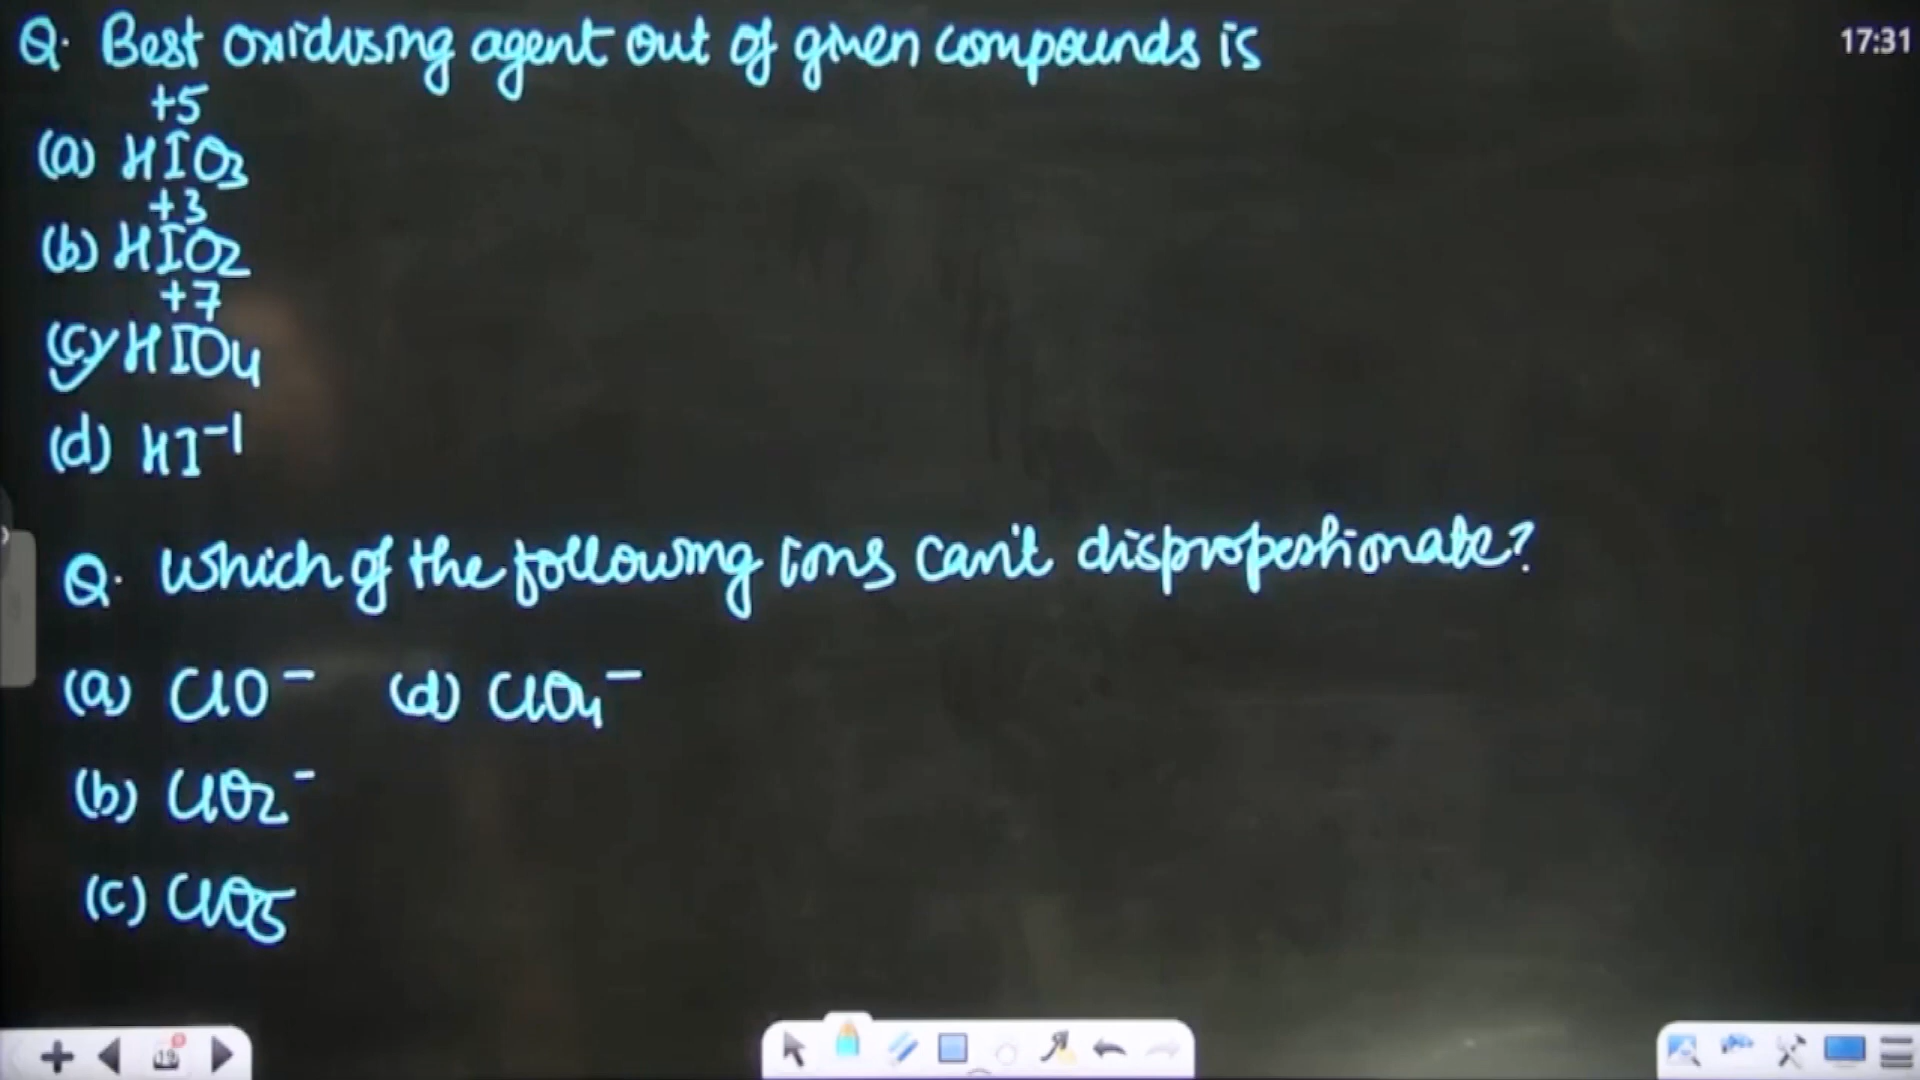 Q. Best oxidising agent out of given compounds is
17:31
+5
(a) HIO3
+3
(b) HIO2
+7
(c) HIO4
(d) HI-1
Q. Which of the following ions can't disproportionate?
(a) ClO- (d) ClO4-
(b) ClO2-
(c) ClO3-
19